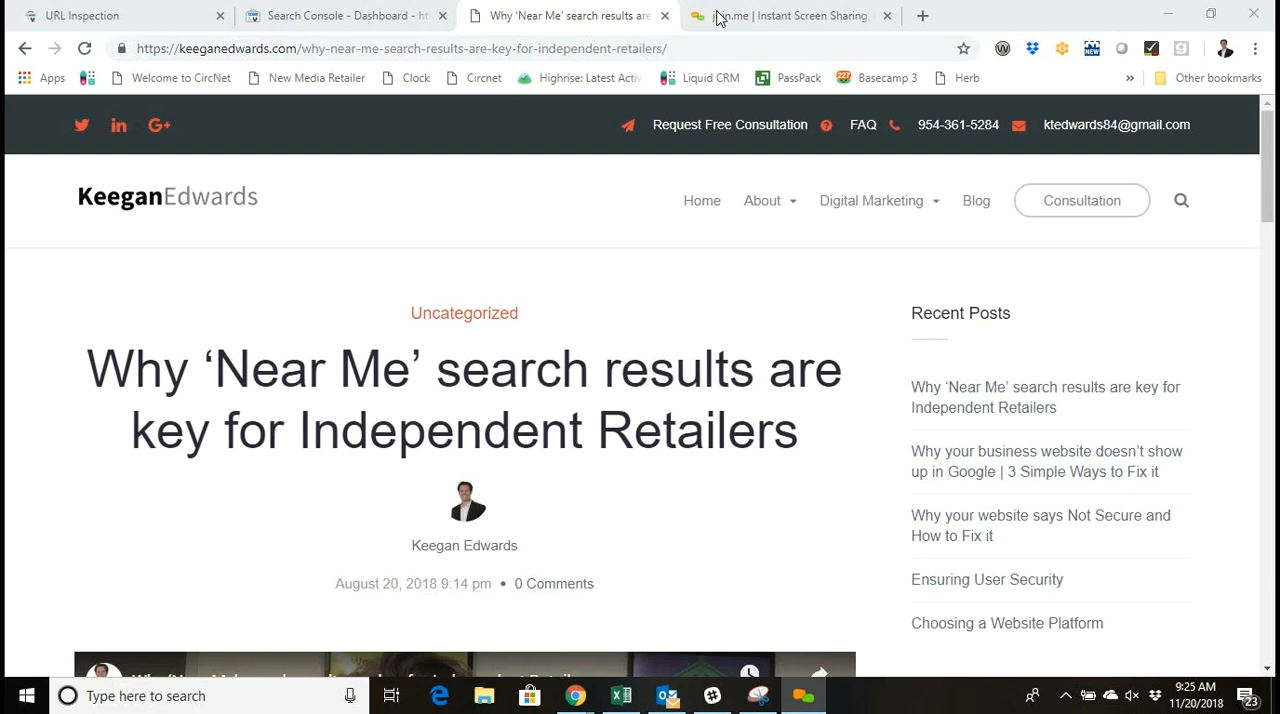 URL Inspection
Search Console - Dashboard - ht
Why 'Near Me' search results are
join.me | Instant Screen Sharing,
https://keeganedwards.com/why-near-me-search-results-are-key-for-independent-retailers/
Apps
Welcome to CircNet
New Media Retailer
Clock
Circnet
Highrise: Latest Activ
Liquid CRM
PassPack
Basecamp 3
Herb
»
Other bookmarks
Request Free Consultation
FAQ
954-361-5284
ktedwards84@gmail.com
KeeganEdwards
Home
About
Digital Marketing
Blog
Consultation
Uncategorized
Why ‘Near Me’ search results are
key for Independent Retailers
Keegan Edwards
August 20, 2018 9:14 pm • 0 Comments
Recent Posts
Why ‘Near Me’ search results are key for
Independent Retailers
Why your business website doesn’t show
up in Google | 3 Simple Ways to Fix it
Why your website says Not Secure and
How to Fix it
Ensuring User Security
Choosing a Website Platform
Type here to search
9:25 AM
11/20/2018
23